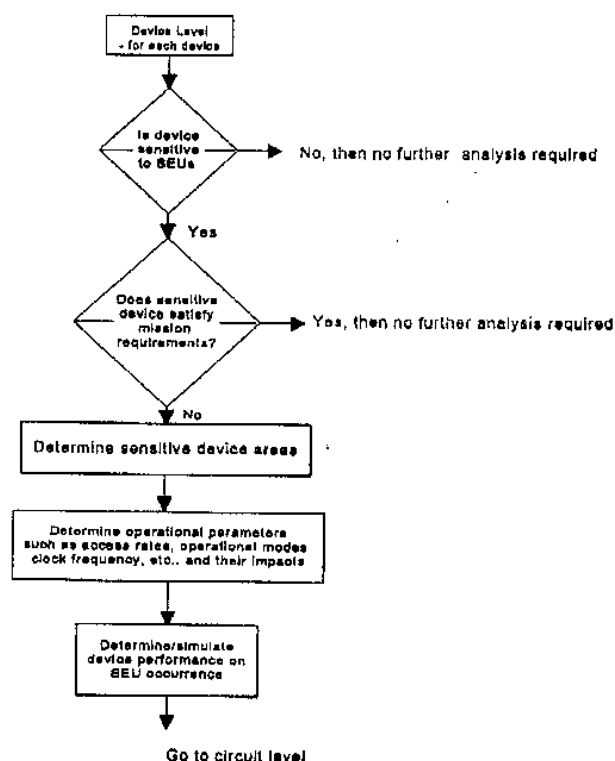 Device Level
- for each device
Is device
sensitive
to SEUs
No, then no further analysis required
Yes
Does sensitive
device satisfy
mission
requirements?
Yes, then no further analysis required
No
Determine sensitive device areas
Determine operational parameters
such as access rates, operational modes
clock frequency, etc.. and their impacts
Determine/simulate
device performance on
SEU occurrence
Go to circuit level